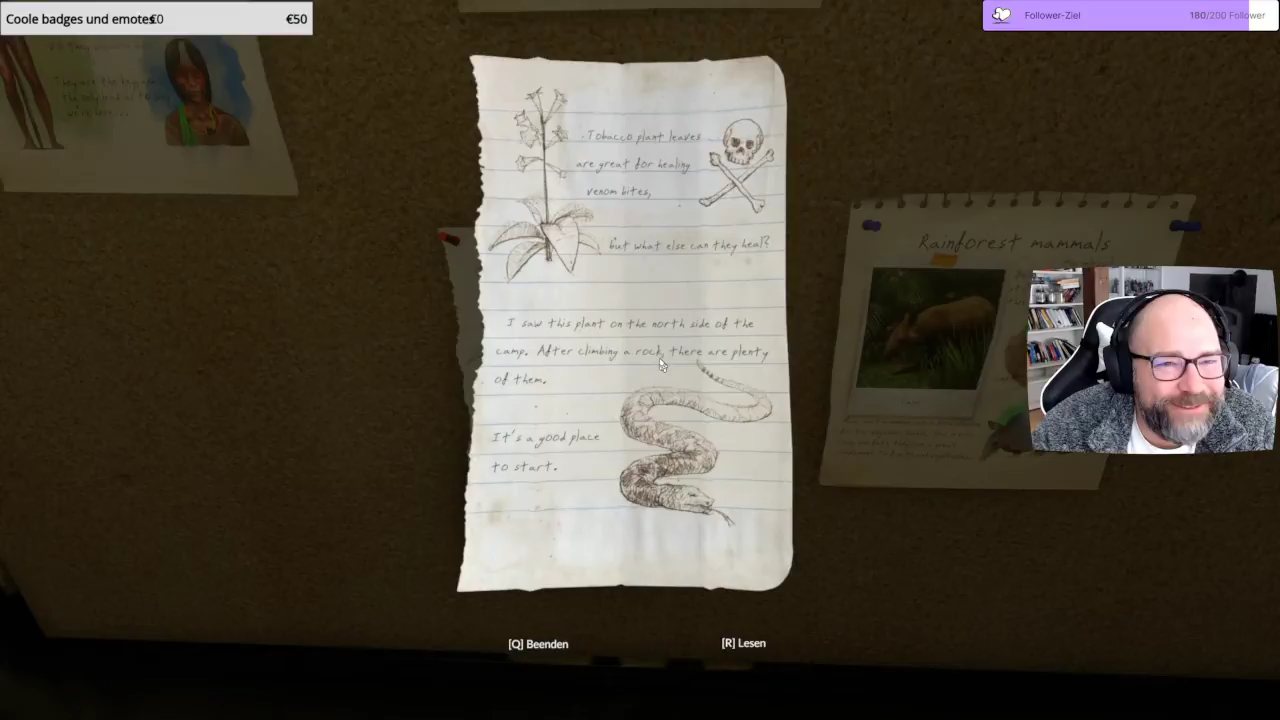 Coole badges und emotes€0 €50
Follower-Ziel 180/200 Follower
- Tobacco plant leaves
are great for healing
venom bites,
but what else can they heal?
I saw this plant on the north side of the
camp. After climbing a rock, there are plenty
of them.
It's a good place
to start.
Rainforest mammals
[Q] Beenden [R] Lesen